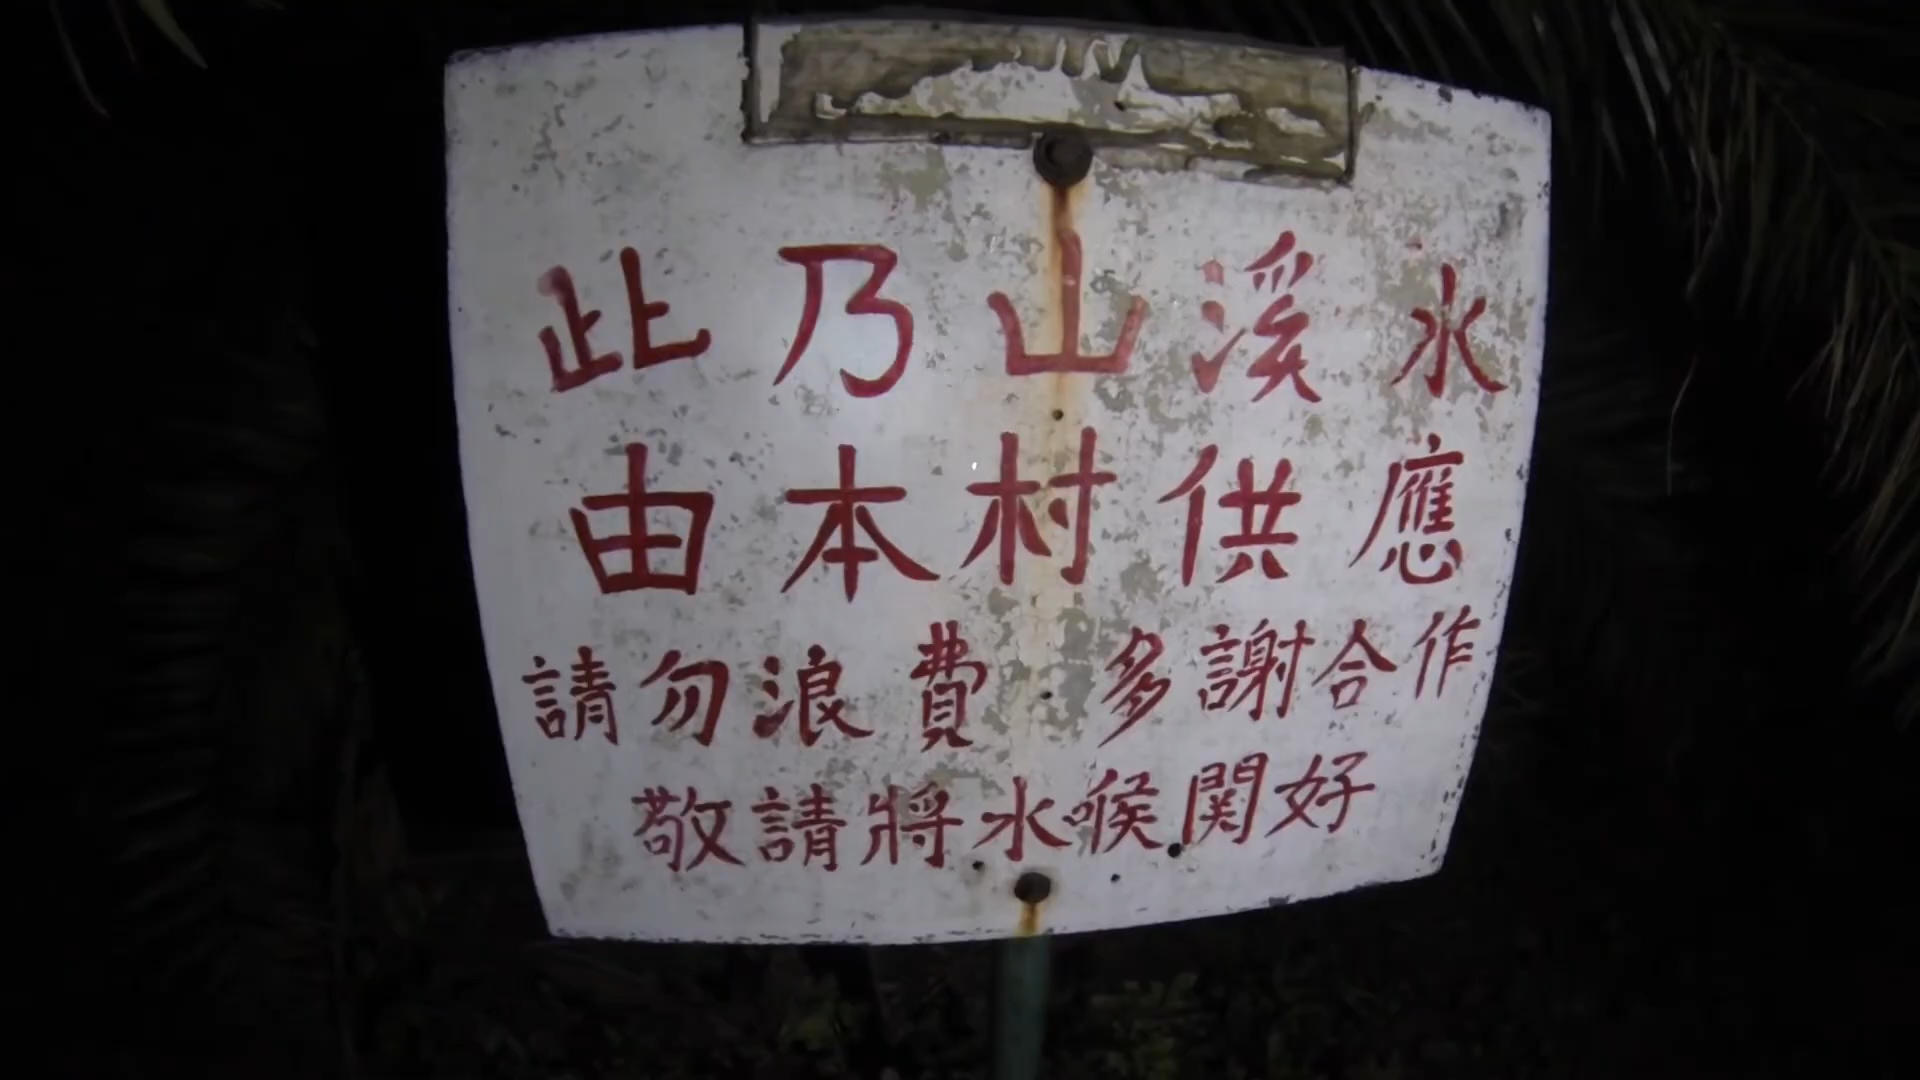 此乃山溪水
由本村供應
請勿浪費 多謝合作
敬請將水喉関好